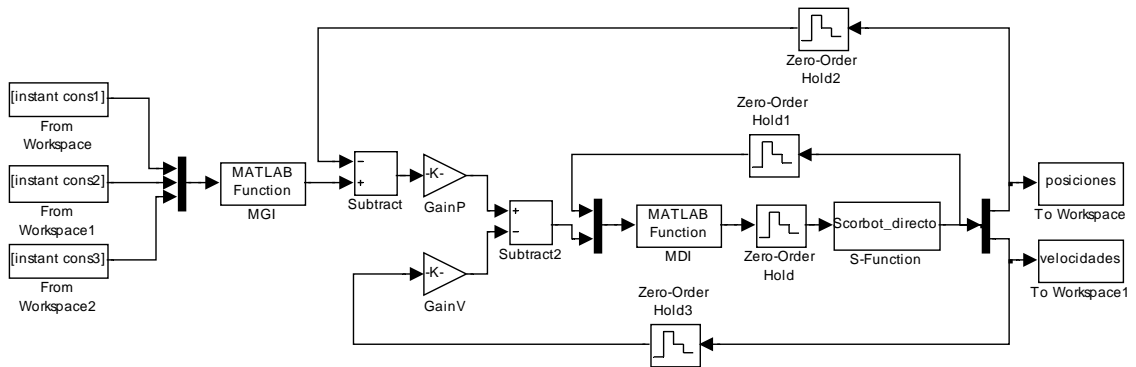 Zero-Order
Hold2
[instant cons1]
From
Workspace
[instant cons2]
From
Workspace1
[instant cons3]
From
Workspace2
MATLAB
Function
MGI
−
+
Subtract
-K-
GainP
-K-
GainV
+
−
Subtract2
Zero-Order
Hold1
MATLAB
Function
MDI
Zero-Order
Hold
Scorbot_directo
S-Function
Zero-Order
Hold3
posiciones
To Workspace
velocidades
To Workspace1